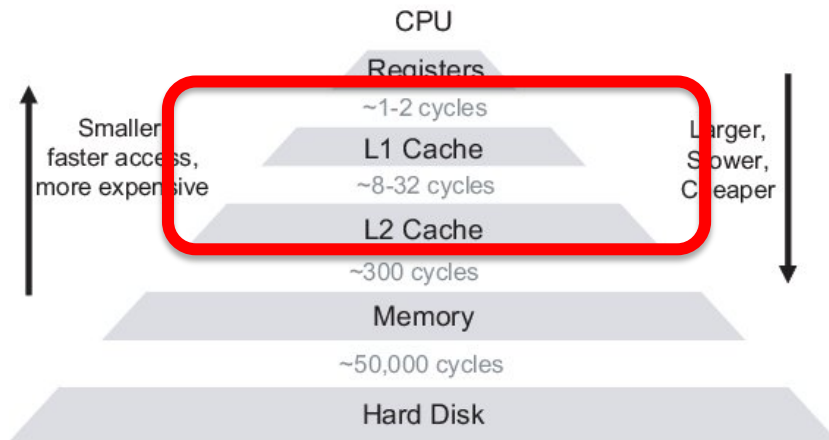 CPU
Registers
~1-2 cycles
Smaller
faster access,
more expensive
Larger,
Slower,
Cheaper
L1 Cache
~8-32 cycles
L2 Cache
~300 cycles
Memory
~50,000 cycles
Hard Disk